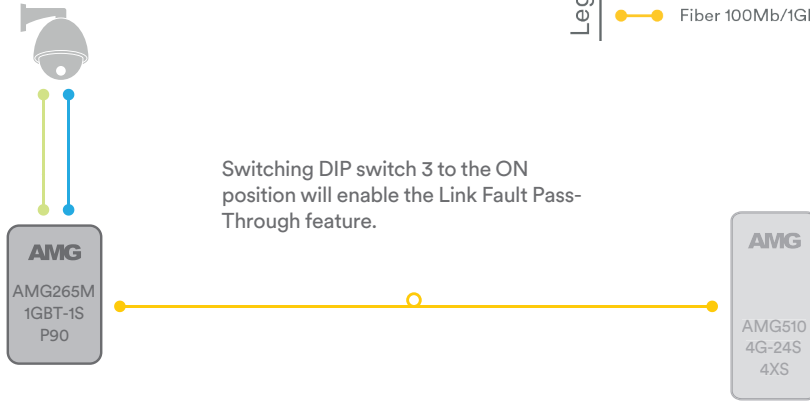 Leg
Fiber 100Mb/1G
Switching DIP switch 3 to the ON
position will enable the Link Fault Pass-
Through feature.
AMG
AMG265M
1GBT-1S
P90
AMG
AMG510
4G-24S
4XS